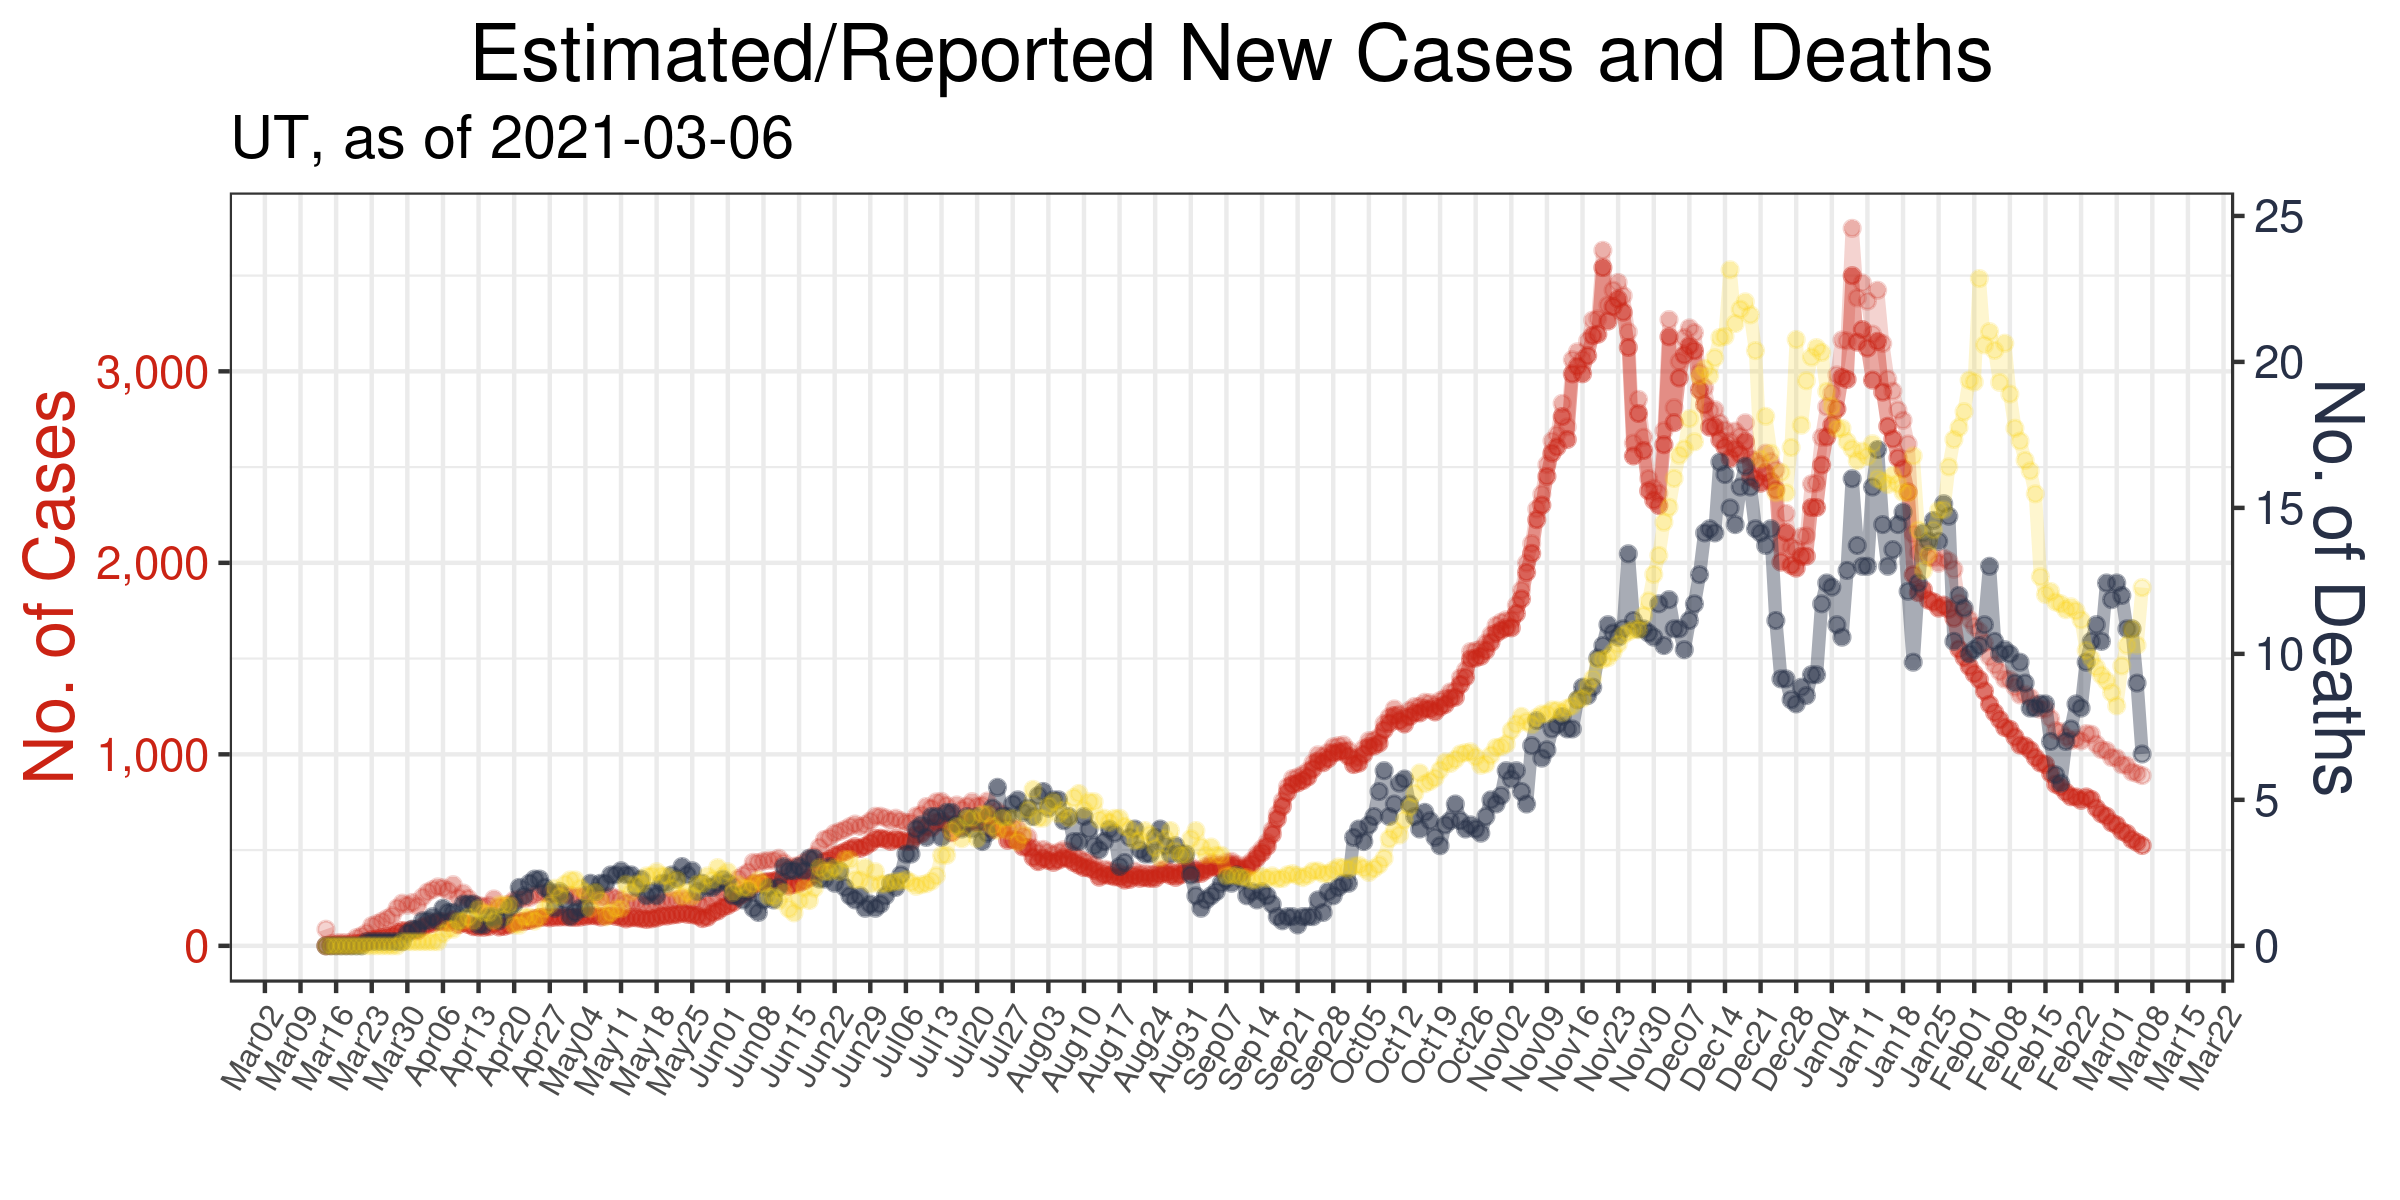 Estimated/Reported New Cases and Deaths
UT, as of 2021-03-06
No. of Cases
3,000
2,000
1,000
0
25
20
15
10
5
0
No. of Deaths
Mar02
Mar09
Mar16
Mar23
Mar30
Apr06
Apr13
Apr20
Apr27
May04
May11
May18
May25
Jun01
Jun08
Jun15
Jun22
Jun29
Jul06
Jul13
Jul20
Jul27
Aug03
Aug10
Aug17
Aug24
Aug31
Sep07
Sep14
Sep21
Sep28
Oct05
Oct12
Oct19
Oct26
Nov02
Nov09
Nov16
Nov23
Nov30
Dec07
Dec14
Dec21
Dec28
Jan04
Jan11
Jan18
Jan25
Feb01
Feb08
Feb15
Feb22
Mar01
Mar08
Mar15
Mar22